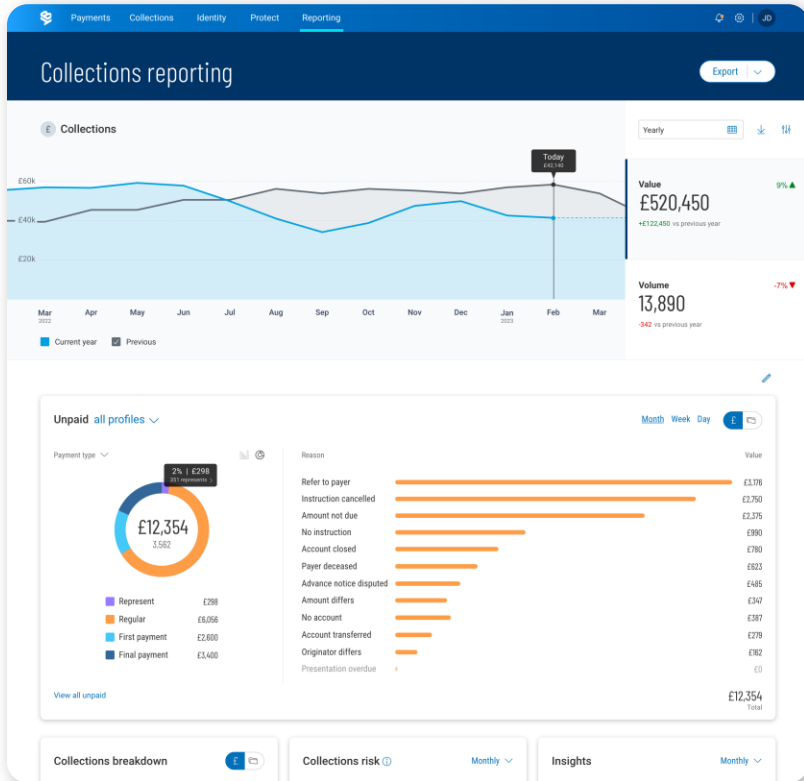 Payments Collections Identity Protect Reporting JD
Collections reporting
Export
£ Collections
Yearly
Today
£42,140
£60k
£40k
£20k
Mar Apr May Jun Jul Aug Sep Oct Nov Dec Jan Feb Mar
2022 2023
Current year Previous
Value 9%
£520,450
+£122,450 vs previous year
Volume -7%
13,890
-342 vs previous year
Unpaid all profiles
Month Week Day £
Payment type
2% | £298
351 represents >
£12,354
3,562
Represent £298
Regular £6,056
First payment £2,600
Final payment £3,400
View all unpaid
Reason Value
Refer to payer £3,176
Instruction cancelled £2,750
Amount not due £2,375
No instruction £990
Account closed £780
Payer deceased £623
Advance notice disputed £485
Amount differs £347
No account £387
Account transferred £279
Originator differs £162
Presentation overdue £0
£12,354
Total
Collections breakdown £
Collections risk Monthly
Insights Monthly